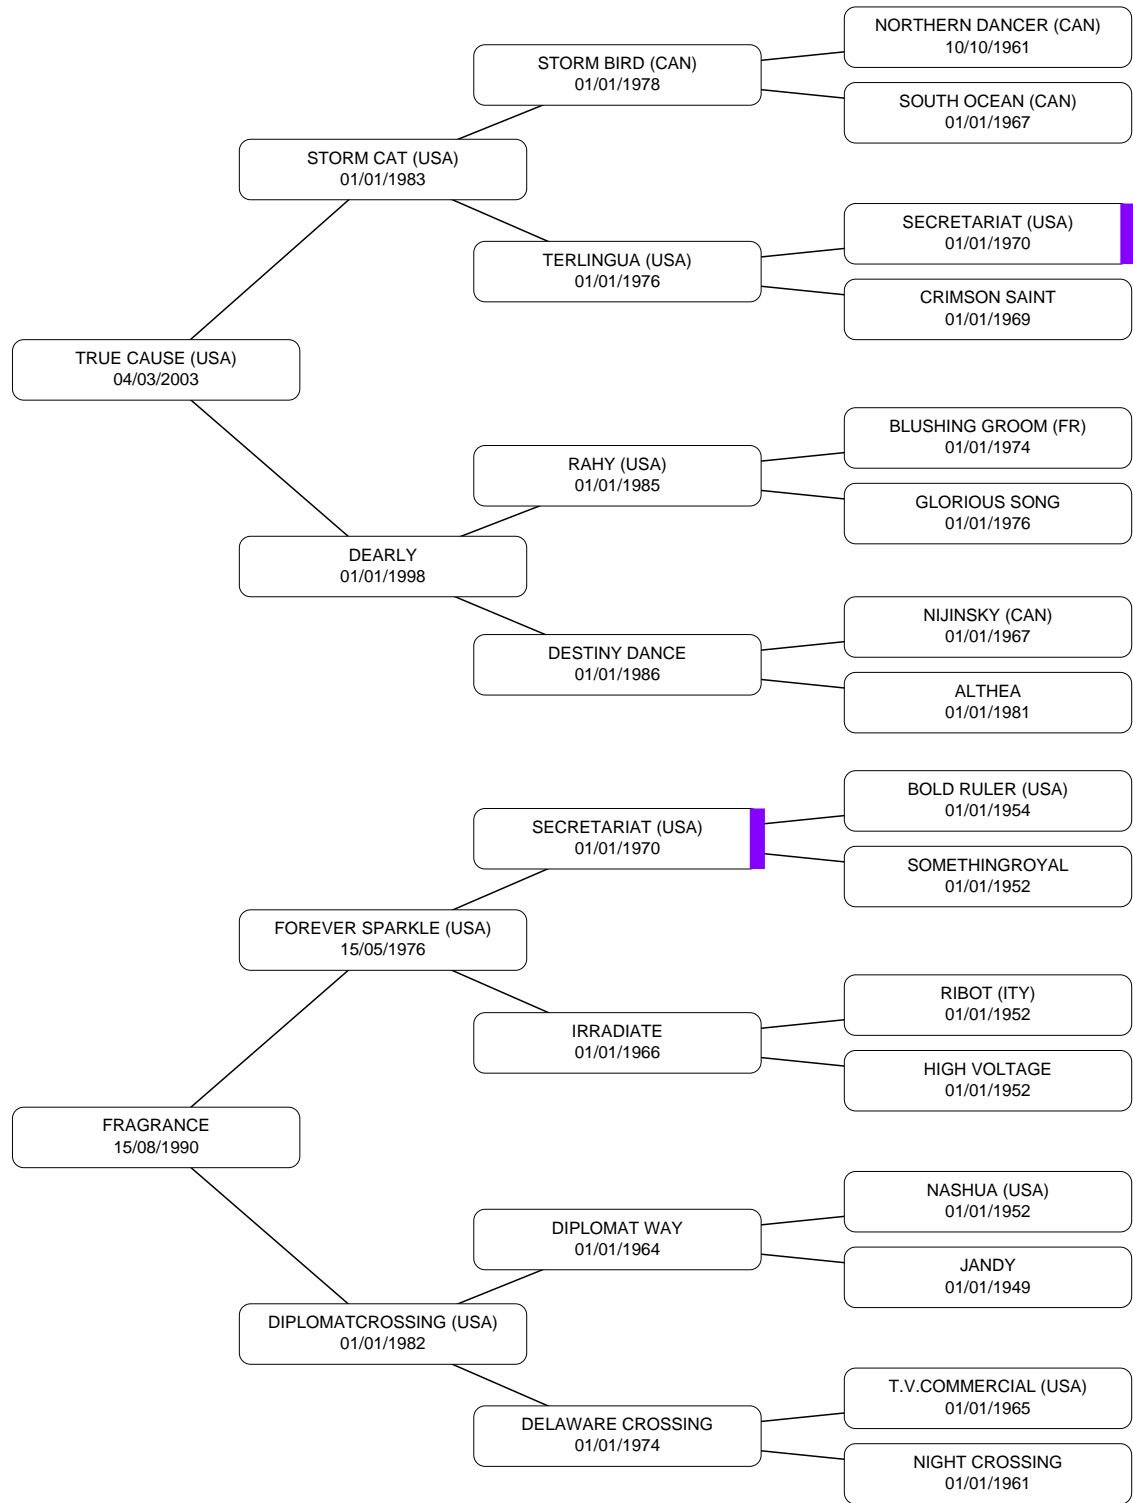 NORTHERN DANCER (CAN)
10/10/1961
STORM BIRD (CAN)
01/01/1978
SOUTH OCEAN (CAN)
01/01/1967
STORM CAT (USA)
01/01/1983
SECRETARIAT (USA)
01/01/1970
TERLINGUA (USA)
01/01/1976
CRIMSON SAINT
01/01/1969
TRUE CAUSE (USA)
04/03/2003
BLUSHING GROOM (FR)
01/01/1974
RAHY (USA)
01/01/1985
GLORIOUS SONG
01/01/1976
DEARLY
01/01/1998
NIJINSKY (CAN)
01/01/1967
DESTINY DANCE
01/01/1986
ALTHEA
01/01/1981
BOLD RULER (USA)
01/01/1954
SECRETARIAT (USA)
01/01/1970
SOMETHINGROYAL
01/01/1952
FOREVER SPARKLE (USA)
15/05/1976
RIBOT (ITY)
01/01/1952
IRRADIATE
01/01/1966
HIGH VOLTAGE
01/01/1952
FRAGRANCE
15/08/1990
NASHUA (USA)
01/01/1952
DIPLOMAT WAY
01/01/1964
JANDY
01/01/1949
DIPLOMATCROSSING (USA)
01/01/1982
T.V.COMMERCIAL (USA)
01/01/1965
DELAWARE CROSSING
01/01/1974
NIGHT CROSSING
01/01/1961